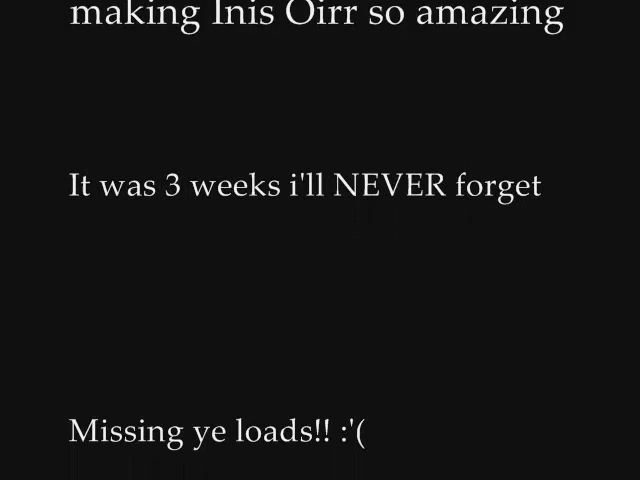 making Inis Oirr so amazing
It was 3 weeks i'll NEVER forget
Missing ye loads!! :'(